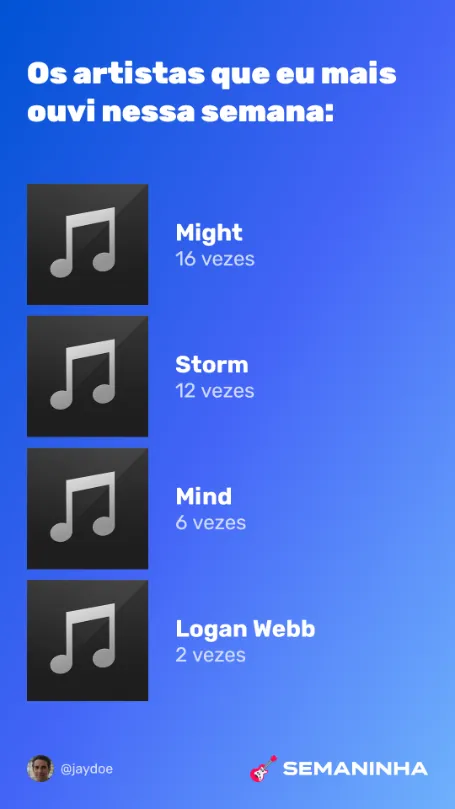 Os artistas que eu mais
ouvi nessa semana:
Might
16 vezes
Storm
12 vezes
Mind
6 vezes
Logan Webb
2 vezes
@jaydoe
SEMANINHA